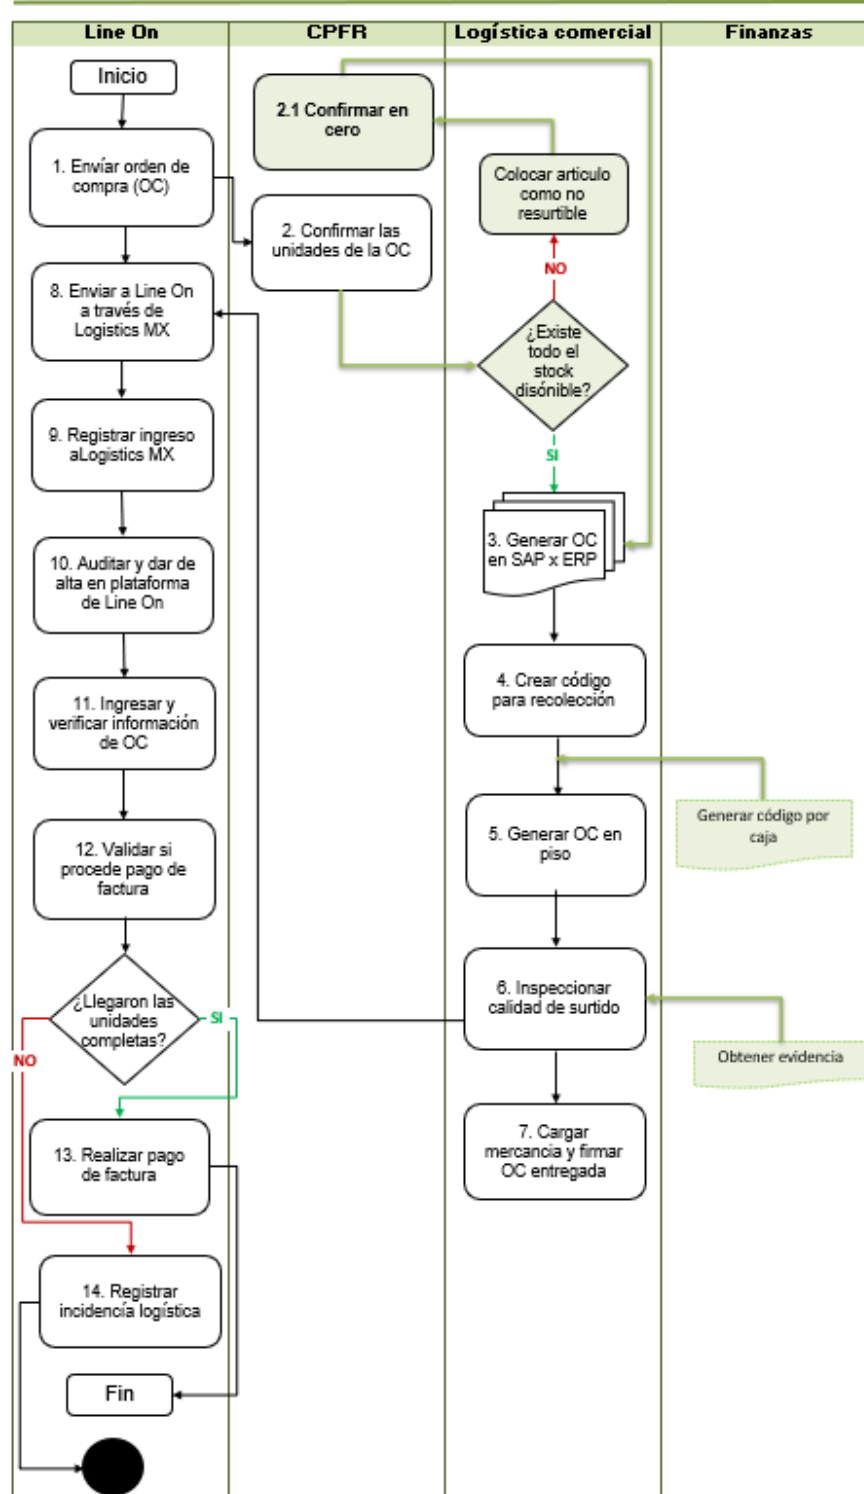 Line On
CPFR
Logística comercial
Finanzas
Inicio
1. Envíar orden de
compra (OC)
8. Enviar a Line On
a través de
Logistics MX
9. Registrar ingreso
aLogistics MX
10. Auditar y dar de
alta en plataforma
de Line On
11. Ingresar y
verificar información
de OC
12. Validar si
procede pago de
factura
¿Llegaron las
unidades
completas?
SI
NO
13. Realizar pago
de factura
14. Registrar
incidencía logística
Fin
2.1 Confirmar en
cero
2. Confirmar las
unidades de la OC
Colocar articulo
como no
resurtible
NO
¿Existe
todo el
stock
disónible?
SI
3. Generar OC
en SAP x ERP
4. Crear código
para recolección
5. Generar OC en
piso
6. Inspeccionar
calidad de surtido
7. Cargar
mercancia y firmar
OC entregada
Generar código por
caja
Obtener evidencia